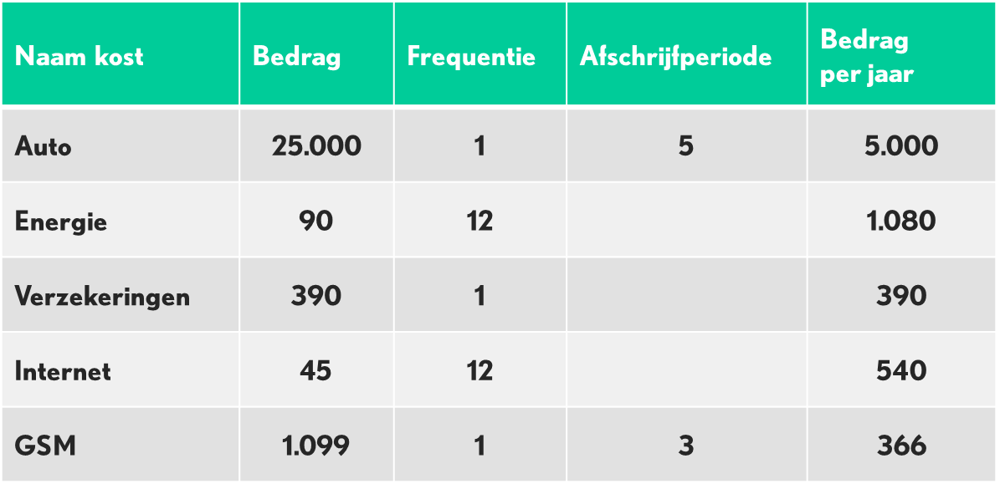 Naam kost Bedrag Frequentie Afschrijfperiode Bedrag per jaar
Auto 25.000 1 5 5.000
Energie 90 12 1.080
Verzekeringen 390 1 390
Internet 45 12 540
GSM 1.099 1 3 366